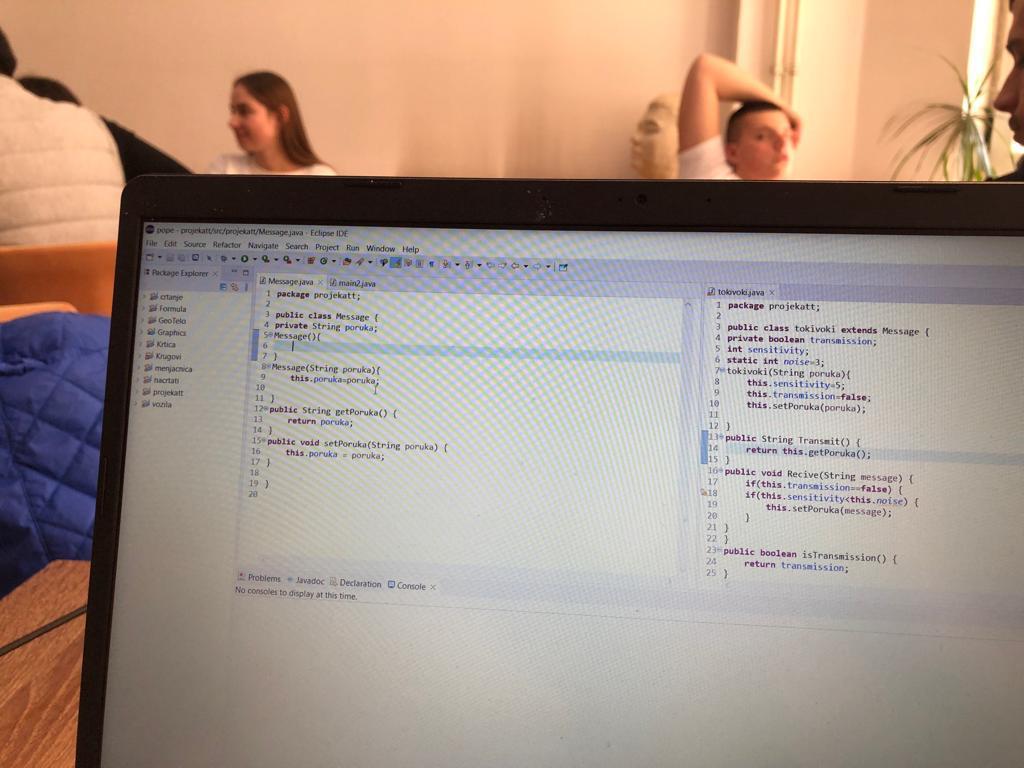 pope - projekatt/src/projekatt/Message.java - Eclipse IDE
File Edit Source Refactor Navigate Search Project Run Window Help
Package Explorer
crtanje
Formula
GeoTelo
Graphics
Krtica
Krugovi
menjacnica
nacrtati
projekatt
vozila
Message.java main2.java
1 package projekatt;
2
3 public class Message {
4 private String poruka;
5 Message(){
6
7 }
8 Message(String poruka){
9 this.poruka=poruka;
10
11 }
12 public String getPoruka() {
13 return poruka;
14 }
15 public void setPoruka(String poruka) {
16 this.poruka = poruka;
17 }
18
19 }
20
tokivoki.java
1 package projekatt;
2
3 public class tokivoki extends Message {
4 private boolean transmission;
5 int sensitivity;
6 static int noise=3;
7 tokivoki(String poruka){
8 this.sensitivity=5;
9 this.transmission=false;
10 this.setPoruka(poruka);
11
12 }
13 public String Transmit() {
14 return this.getPoruka();
15 }
16 public void Recive(String message) {
17 if(this.transmission==false) {
18 if(this.sensitivity<this.noise) {
19 this.setPoruka(message);
20 }
21 }
22 }
23 public boolean isTransmission() {
24 return transmission;
25 }
Problems Javadoc Declaration Console
No consoles to display at this time.